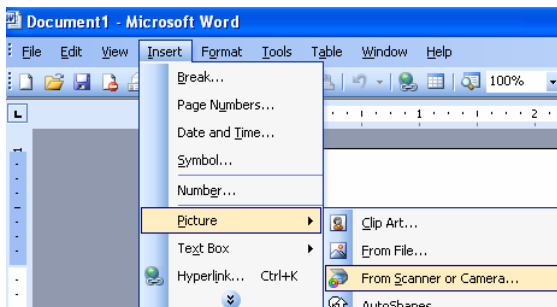 Document1 - Microsoft Word
File Edit View Insert Format Tools Table Window Help
100%
Break...
Page Numbers...
1 2
Date and Time...
Symbol...
Number...
Picture
Clip Art...
Text Box
From File...
Hyperlink... Ctrl+K
From Scanner or Camera...
AutoShapes